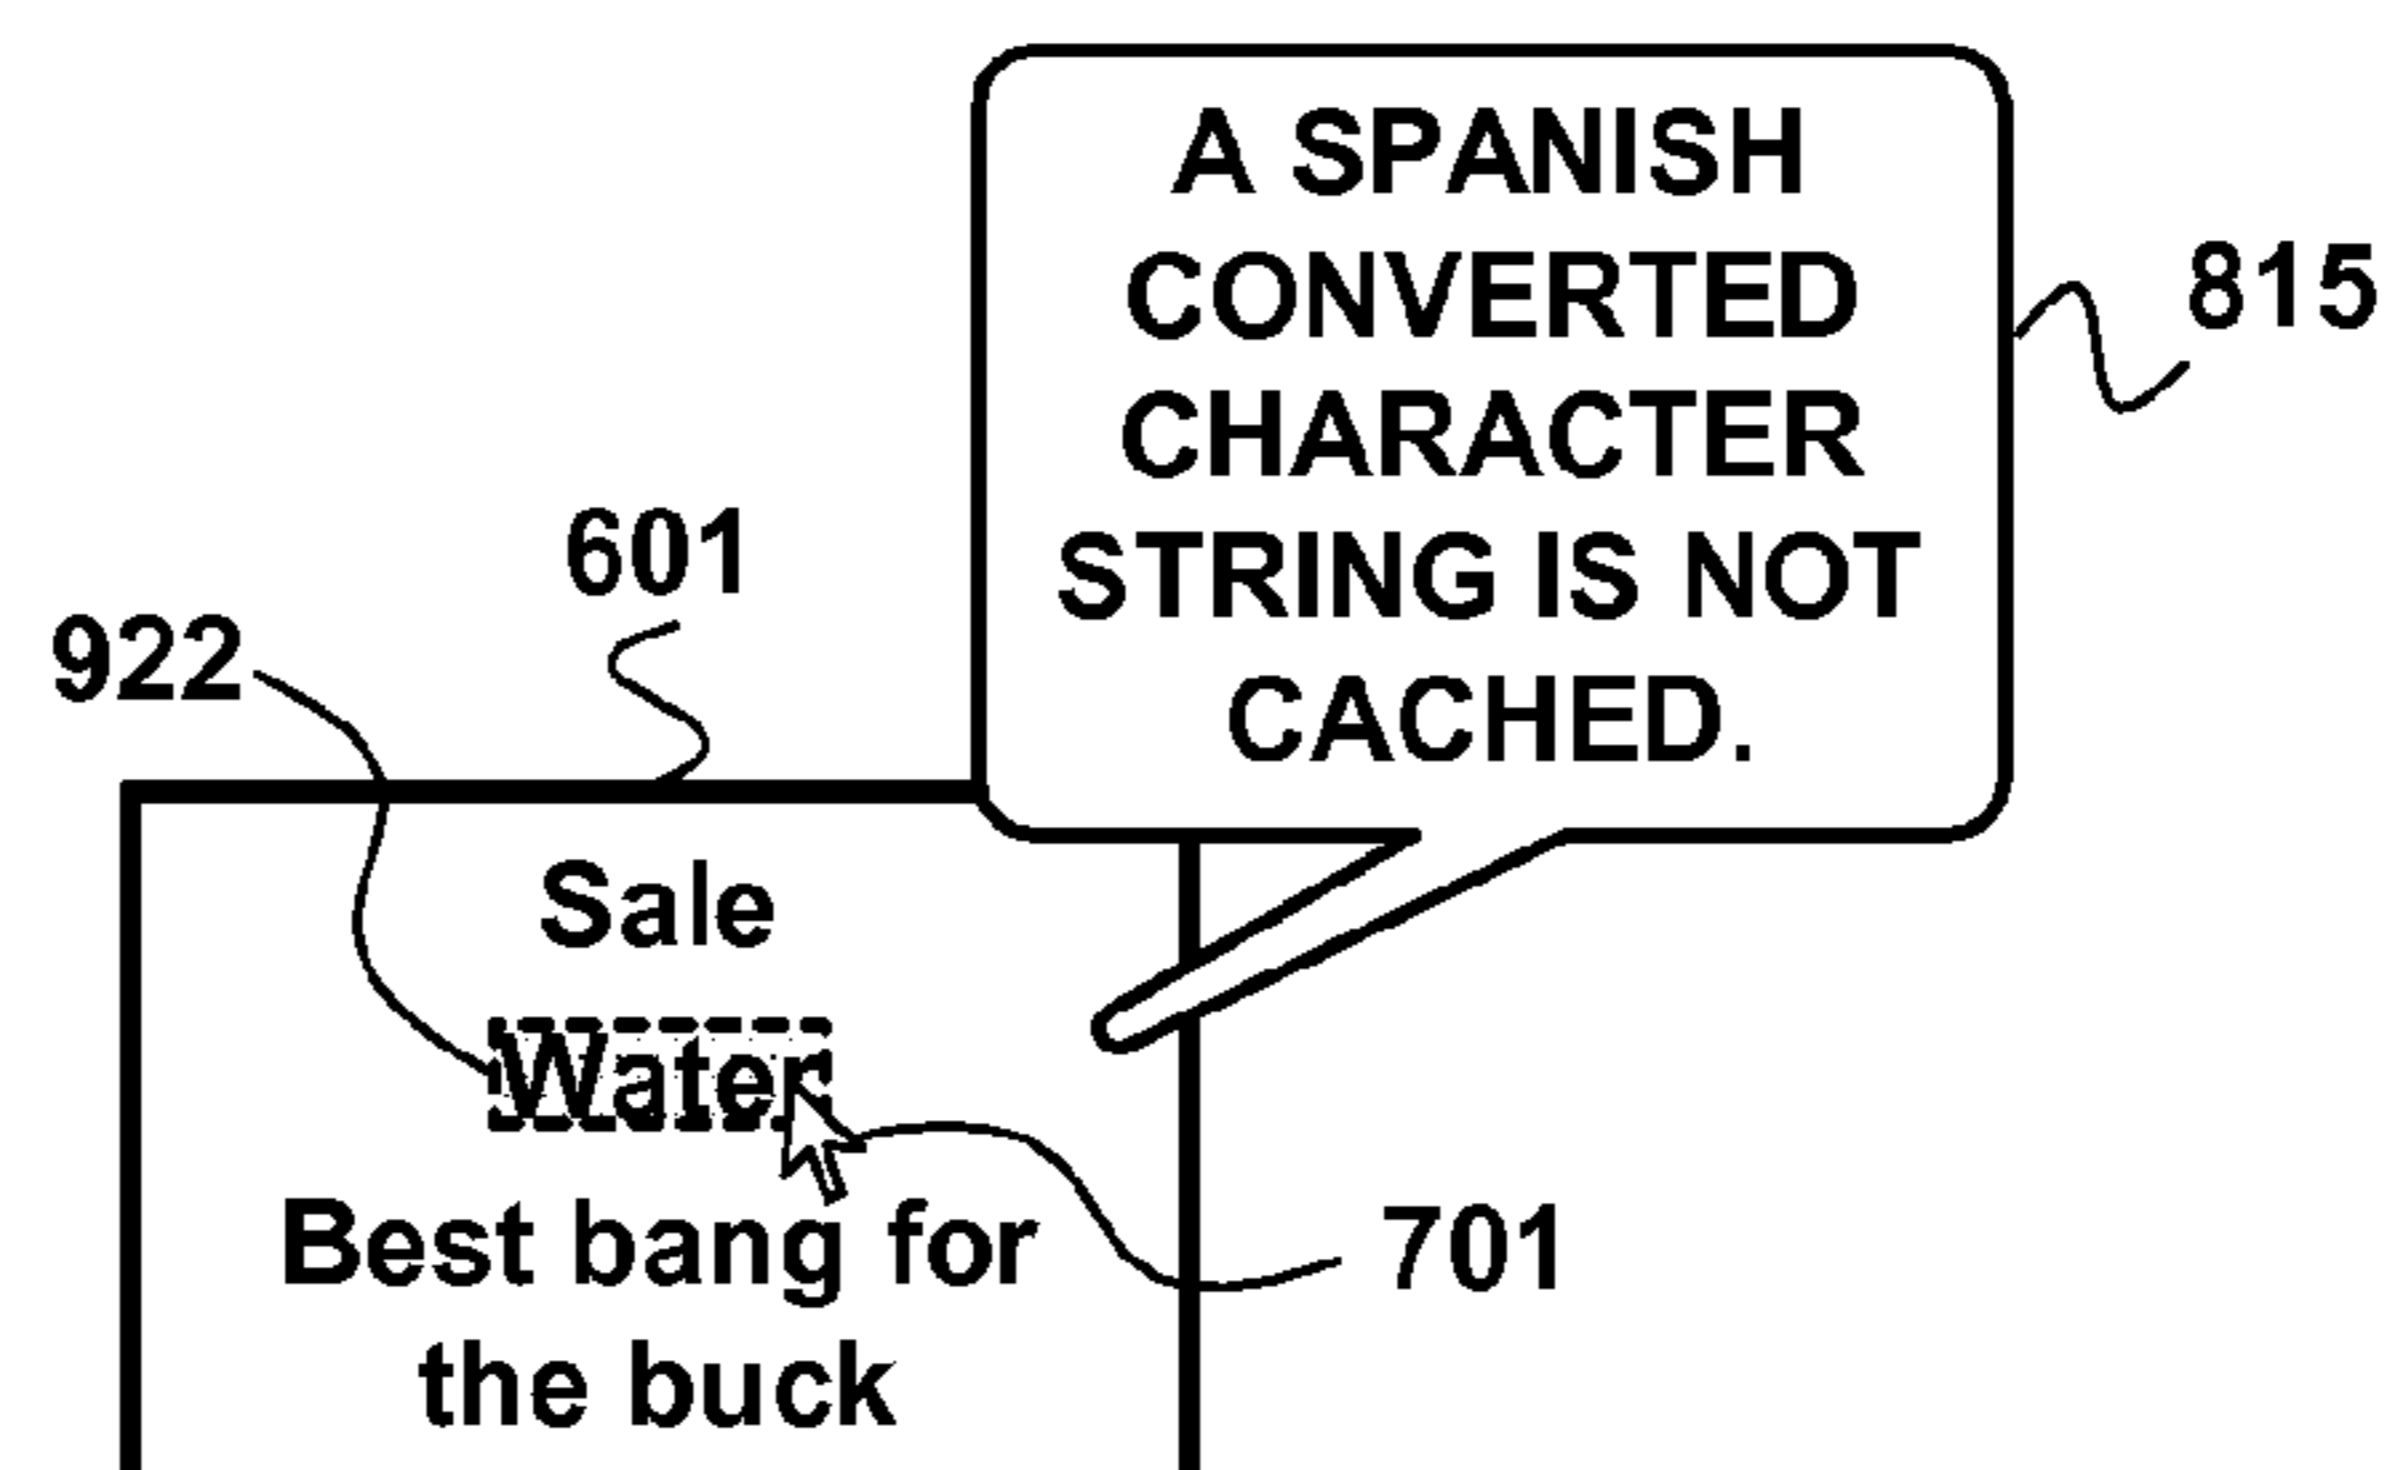 A SPANISH
CONVERTED
CHARACTER
STRING IS NOT
CACHED.
815
601
922
Sale
Water
Best bang for
the buck
701